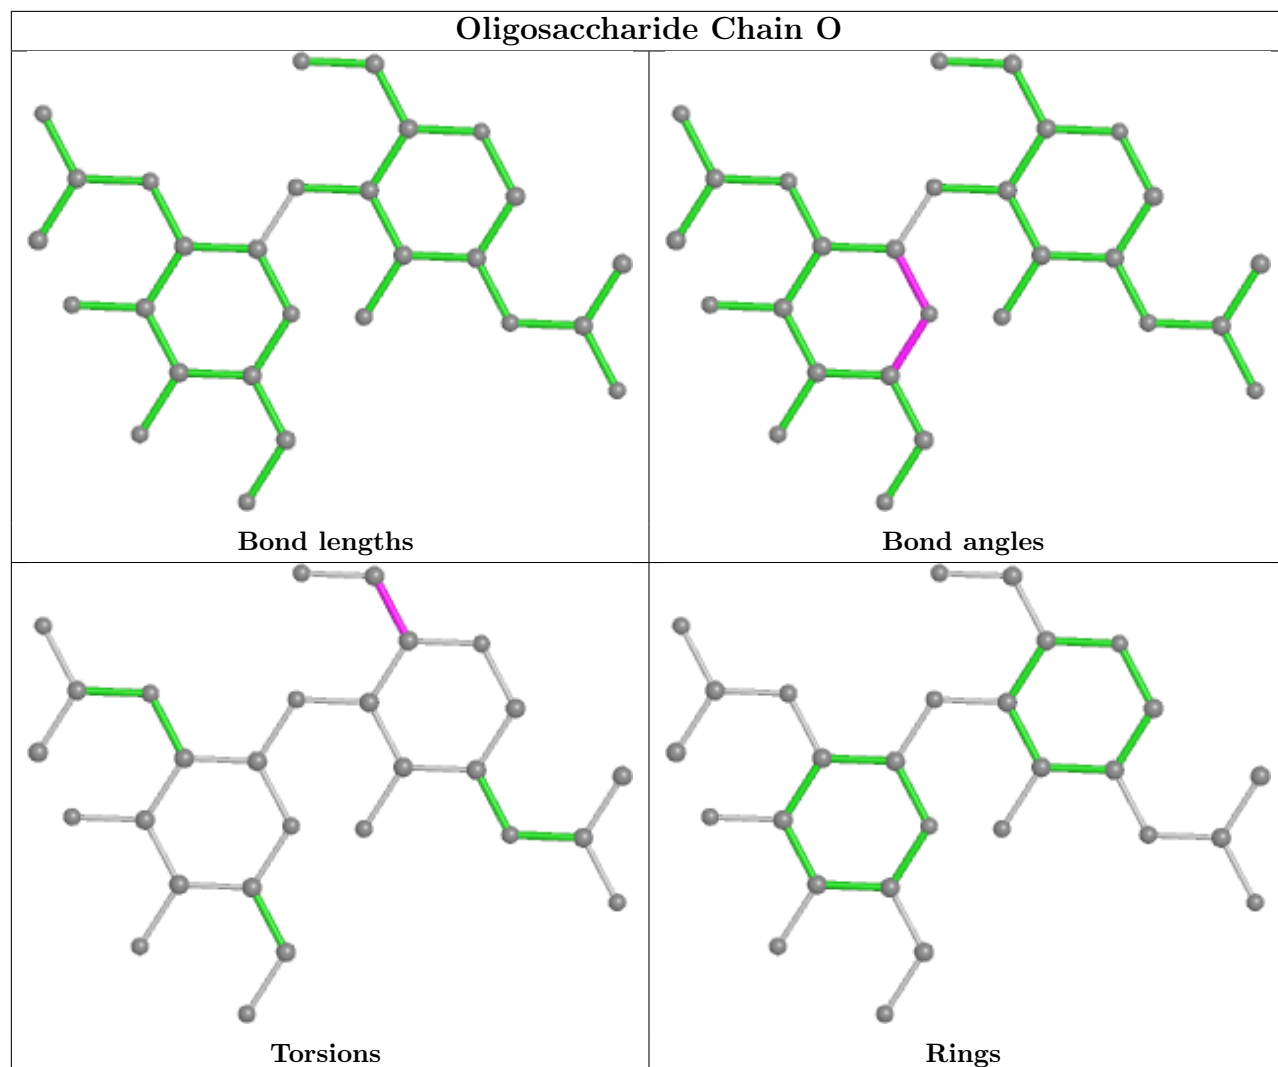 Oligosaccharide Chain O
Bond lengths
Bond angles
Torsions
Rings